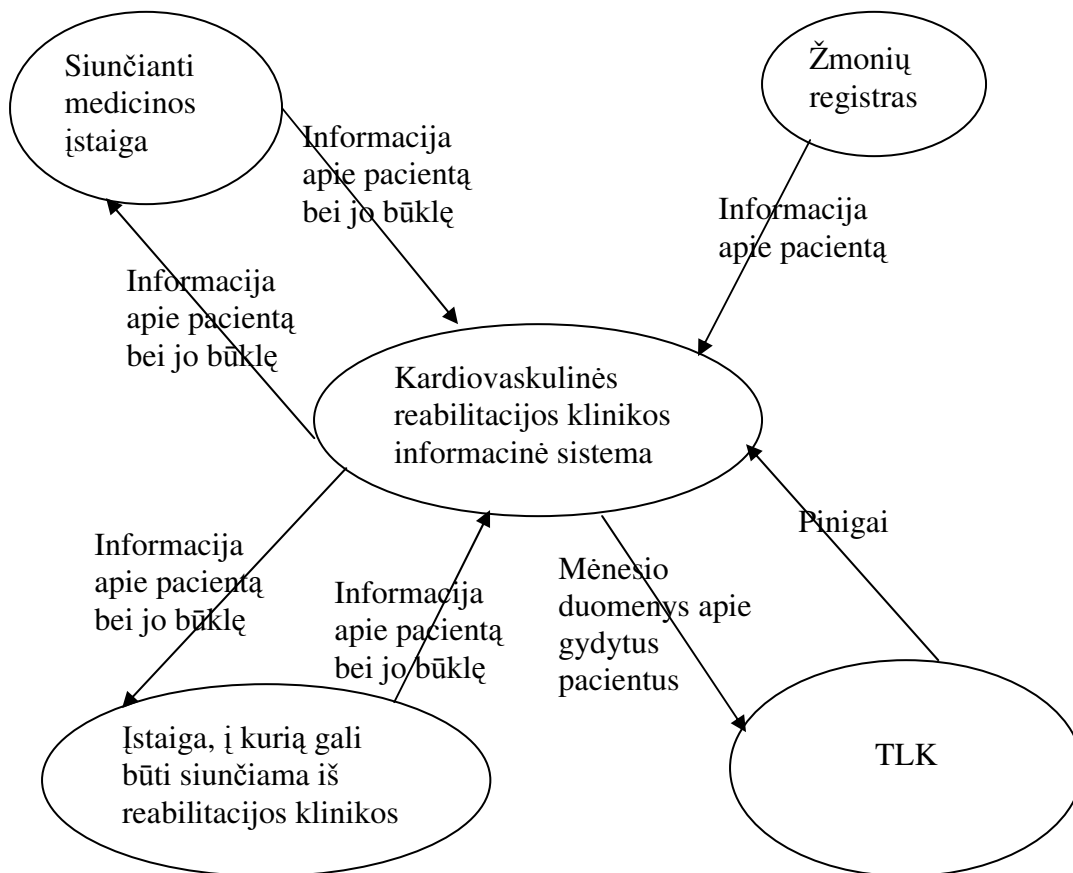 Siunčianti
medicinos
įstaiga
Žmonių
registras
Informacija
apie pacientą
bei jo būklę
Informacija
apie pacientą
Informacija
apie pacientą
bei jo būklę
Kardiovaskulinės
reabilitacijos klinikos
informacinė sistema
Pinigai
Informacija
apie pacientą
bei jo būklę
Informacija
apie pacientą
bei jo būklę
Mėnesio
duomenys apie
gydytus
pacientus
Įstaiga, į kurią gali
būti siunčiama iš
reabilitacijos klinikos
TLK